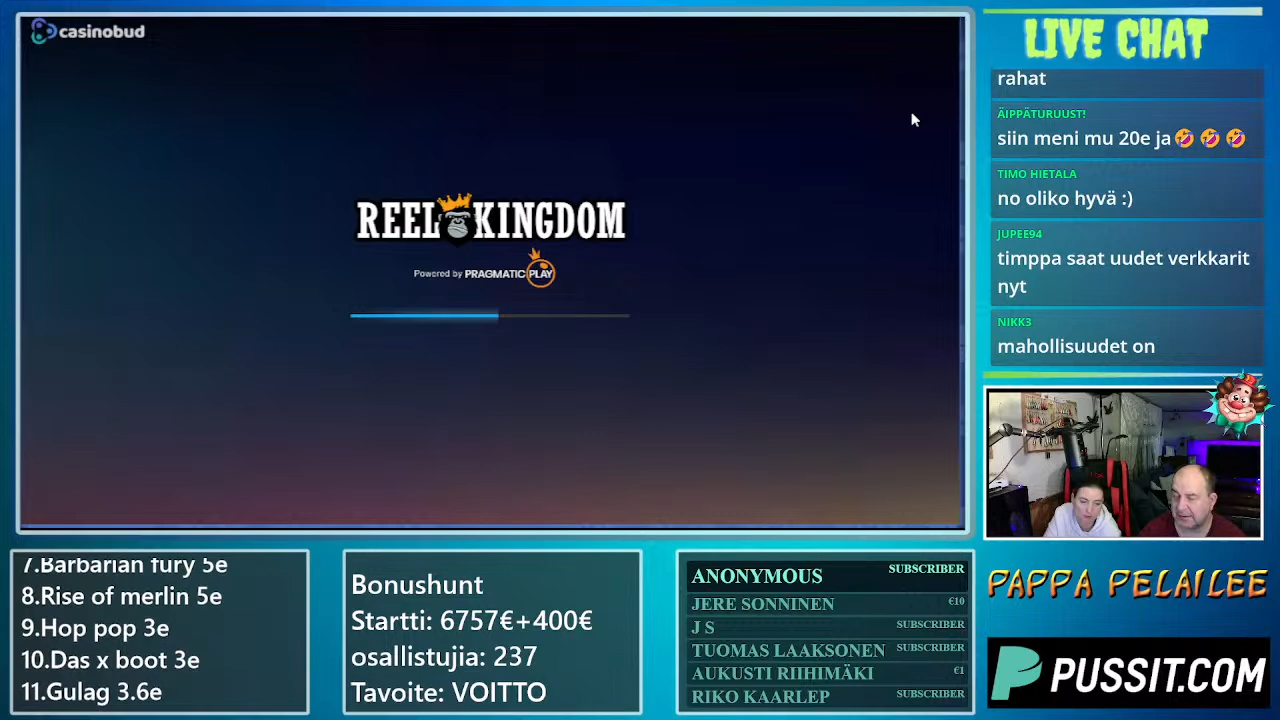 casinobud
REEL KINGDOM
Powered by PRAGMATIC PLAY
LIVE CHAT
rahat
ÄIPPÄTURUUST!
siin meni mu 20e ja🤣 🤣 🤣
TIMO HIETALA
no oliko hyvä :)
JUPEE94
timppa saat uudet verkkarit
nyt
NIKK3
mahollisuudet on
7.Barbarian fury 5e
8.Rise of merlin 5e
9.Hop pop 3e
10.Das x boot 3e
11.Gulag 3.6e
Bonushunt
Startti: 6757€+400€
osallistujia: 237
Tavoite: VOITTO
ANONYMOUS SUBSCRIBER
JERE SONNINEN €10
J S SUBSCRIBER
TUOMAS LAAKSONEN SUBSCRIBER
AUKUSTI RIIHIMÄKI €1
RIKO KAARLEP SUBSCRIBER
PAPPA PELAILEE
PUSSIT.COM